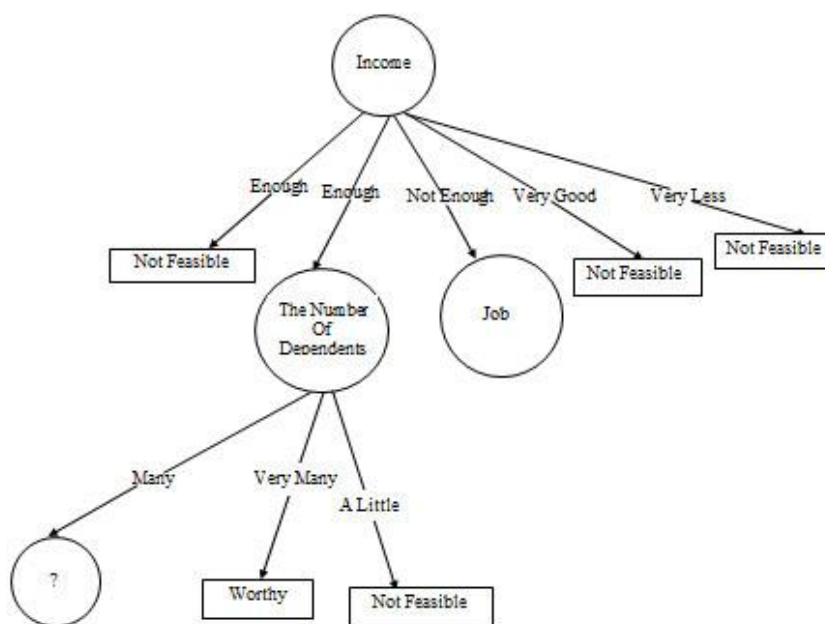 Income
Enough
Enough
Not Enough
Very Good
Very Less
Not Feasible
Not Feasible
Not Feasible
The Number
Of
Dependents
Job
Many
Very Many
A Little
?
Worthy
Not Feasible